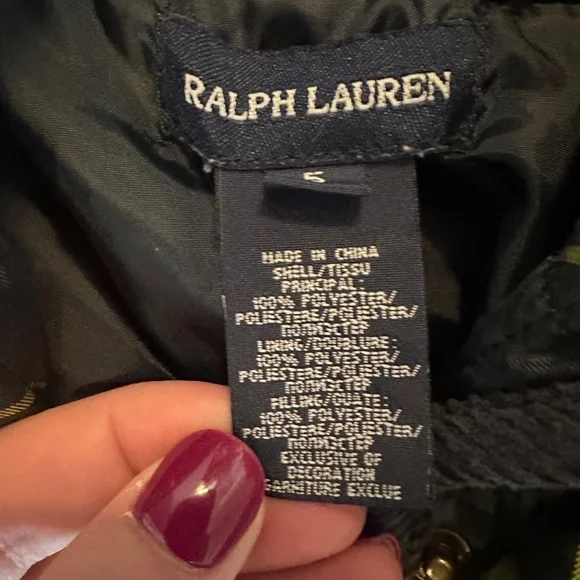 RALPH LAUREN
5
MADE IN CHINA
SHELL/TISSU
PRINCIPAL:
100% POLYESTER/
POLIESTERE/POLIESTER/
ПОЛИЭСТЕР
LINING/DOUBLURE:
100% POLYESTER/
POLIESTERE/POLIESTER/
ПОЛИЭСТЕР
FILLING/OUATE:
100% POLYESTER/
POLIESTERE/POLIESTER/
ПОЛИЭСТЕР
EXCLUSIVE OF
DECORATION
GARNITURE EXCLUE